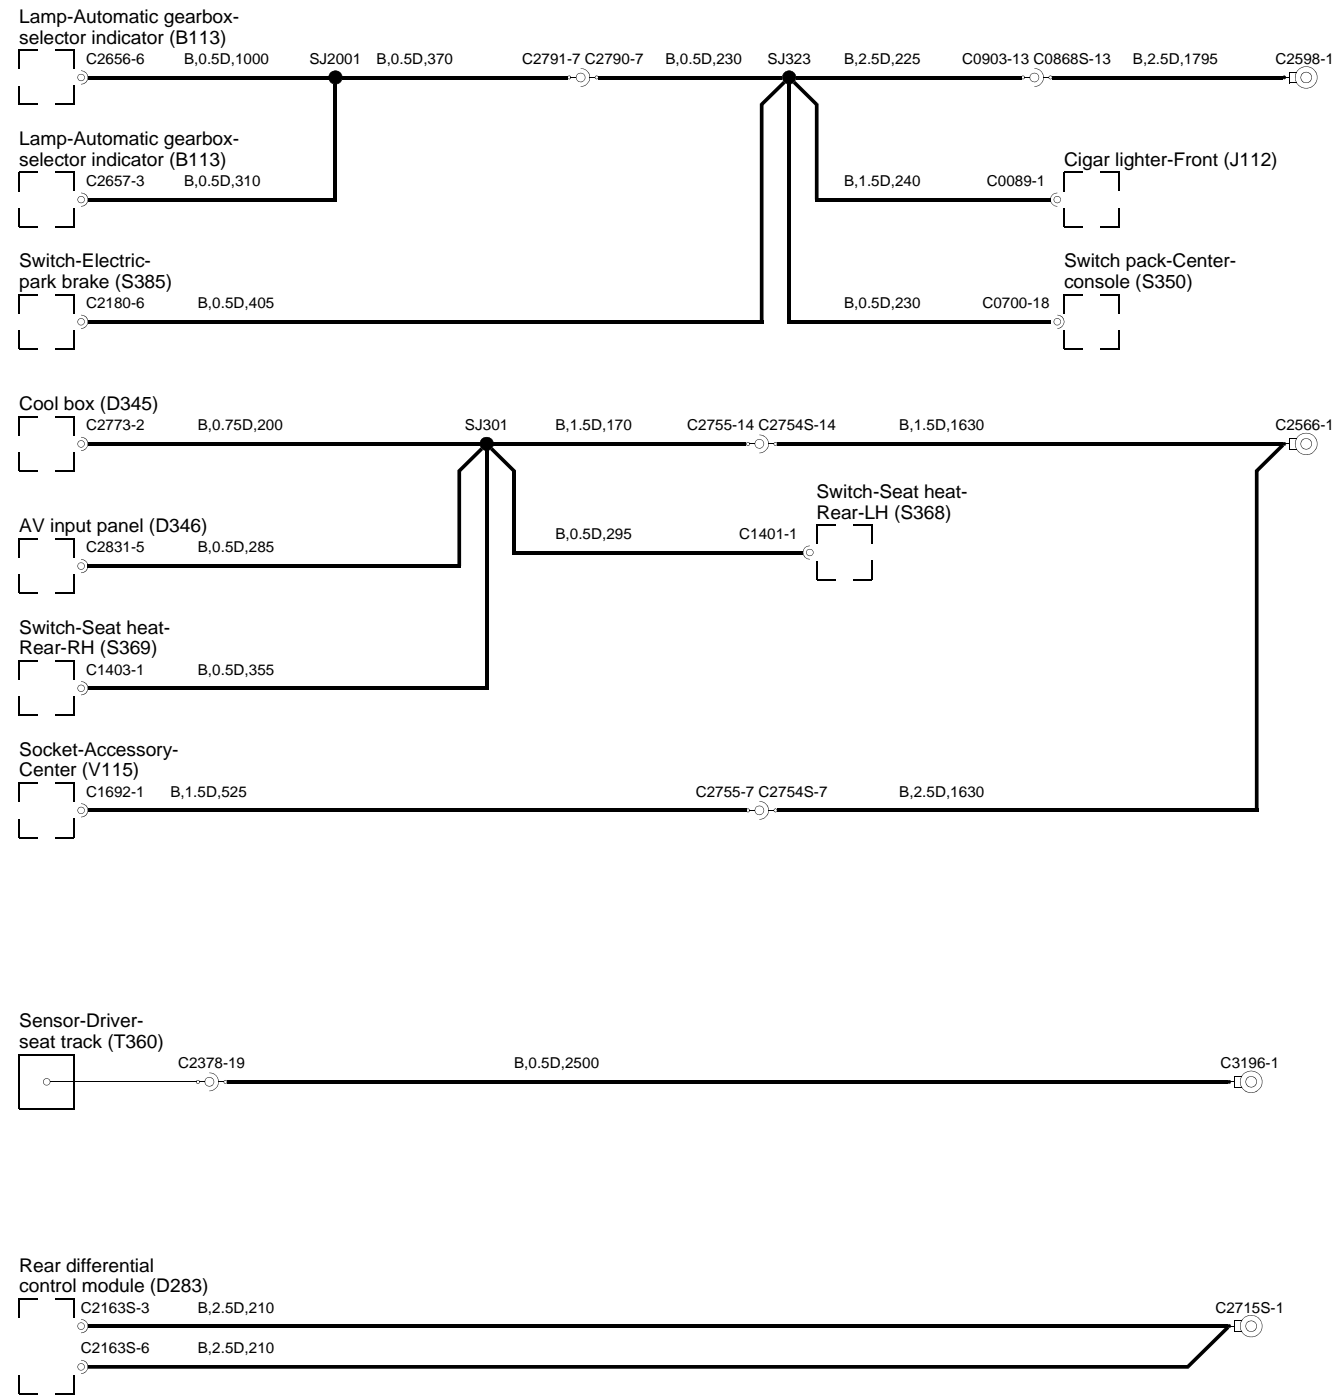 Lamp-Automatic gearbox-
selector indicator (B113)
C2656-6 B,0.5D,1000 SJ2001 B,0.5D,370 C2791-7 C2790-7 B,0.5D,230 SJ323 B,2.5D,225 C0903-13 C0868S-13 B,2.5D,1795 C2598-1
Lamp-Automatic gearbox-
selector indicator (B113)
Cigar lighter-Front (J112)
C2657-3 B,0.5D,310 B,1.5D,240 C0089-1
Switch-Electric-
park brake (S385)
Switch pack-Center-
console (S350)
C2180-6 B,0.5D,405 B,0.5D,230 C0700-18
Cool box (D345)
C2773-2 B,0.75D,200 SJ301 B,1.5D,170 C2755-14 C2754S-14 B,1.5D,1630 C2566-1
Switch-Seat heat-
Rear-LH (S368)
AV input panel (D346)
B,0.5D,295 C1401-1
C2831-5 B,0.5D,285
Switch-Seat heat-
Rear-RH (S369)
C1403-1 B,0.5D,355
Socket-Accessory-
Center (V115)
C1692-1 B,1.5D,525 C2755-7 C2754S-7 B,2.5D,1630
Sensor-Driver-
seat track (T360)
C2378-19 B,0.5D,2500 C3196-1
Rear differential
control module (D283)
C2163S-3 B,2.5D,210 C2715S-1
C2163S-6 B,2.5D,210